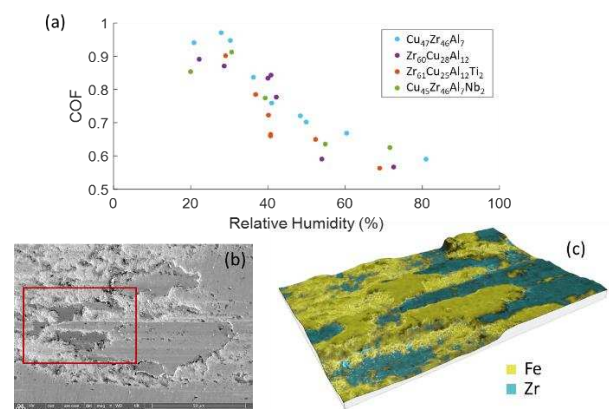 (a)
Cu₄₇Zr₄₆Al₇
Zr₆₀Cu₂₈Al₁₂
Zr₆₁Cu₂₅Al₁₂Ti₂
Cu₄₅Zr₄₆Al₇Nb₂
COF
1
0.9
0.8
0.7
0.6
0.5
0 20 40 60 80 100
Relative Humidity (%)
(b)
(c)
Fe
Zr